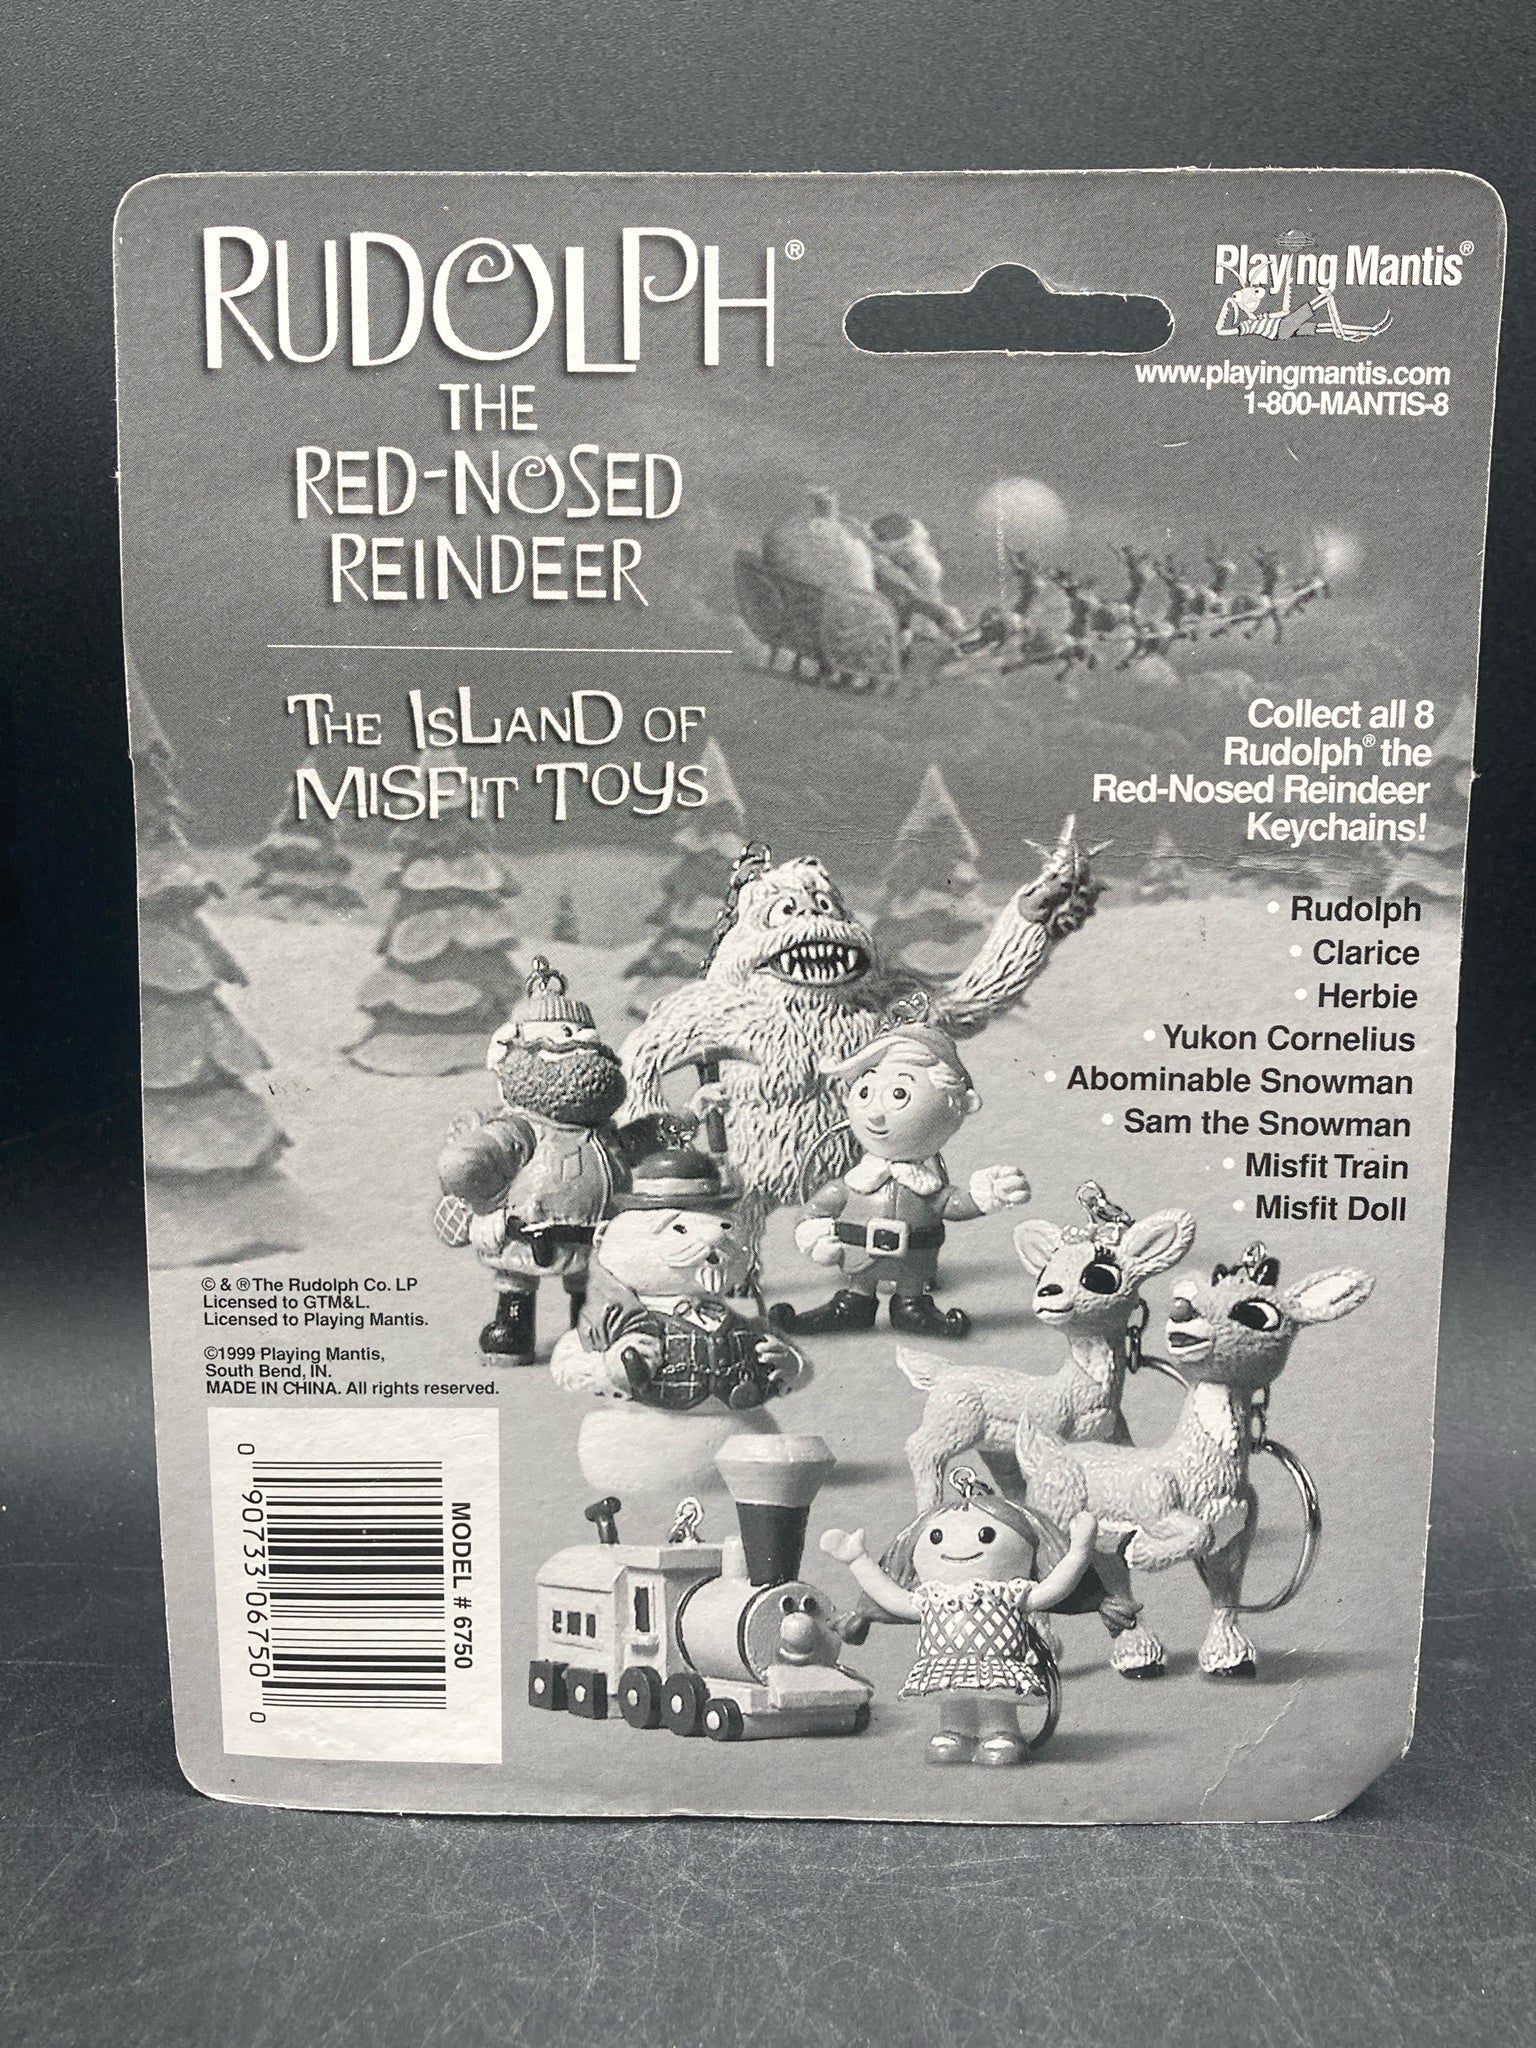 RUDOLPH®
THE
RED-NOSED
REINDEER
THE ISLAND OF
MISFIT TOYS
Playing Mantis®
www.playingmantis.com
1-800-MANTIS-8
Collect all 8
Rudolph® the
Red-Nosed Reindeer
Keychains!
• Rudolph
• Clarice
• Herbie
• Yukon Cornelius
• Abominable Snowman
• Sam the Snowman
• Misfit Train
• Misfit Doll
© & ® The Rudolph Co. LP
Licensed to GTM&L.
Licensed to Playing Mantis.
©1999 Playing Mantis,
South Bend, IN.
MADE IN CHINA. All rights reserved.
MODEL # 6750
0 90733 06750 0